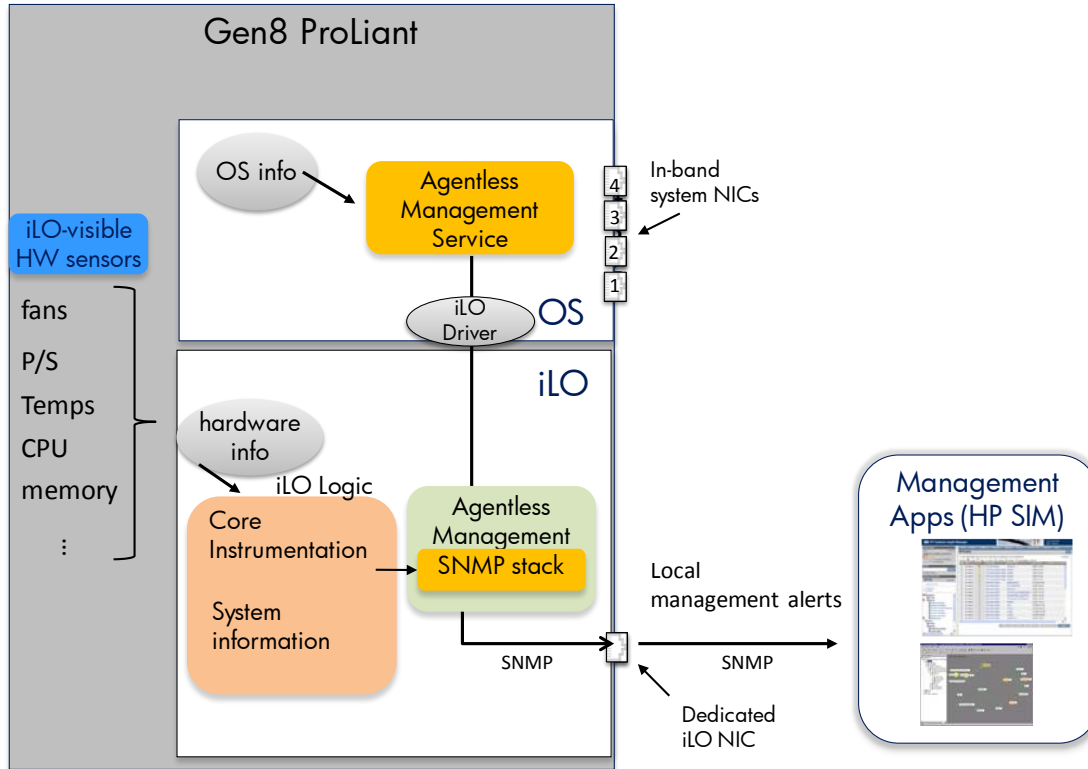 Gen8 ProLiant
OS info
Agentless
Management
Service
4
3
2
1
In-band
system NICs
iLO-visible
HW sensors
fans
P/S
Temps
CPU
memory
...
iLO
Driver
OS
iLO
hardware
info
iLO Logic
Core
Instrumentation
System
information
Agentless
Management
SNMP stack
SNMP
Local
management alerts
SNMP
Dedicated
iLO NIC
Management
Apps (HP SIM)